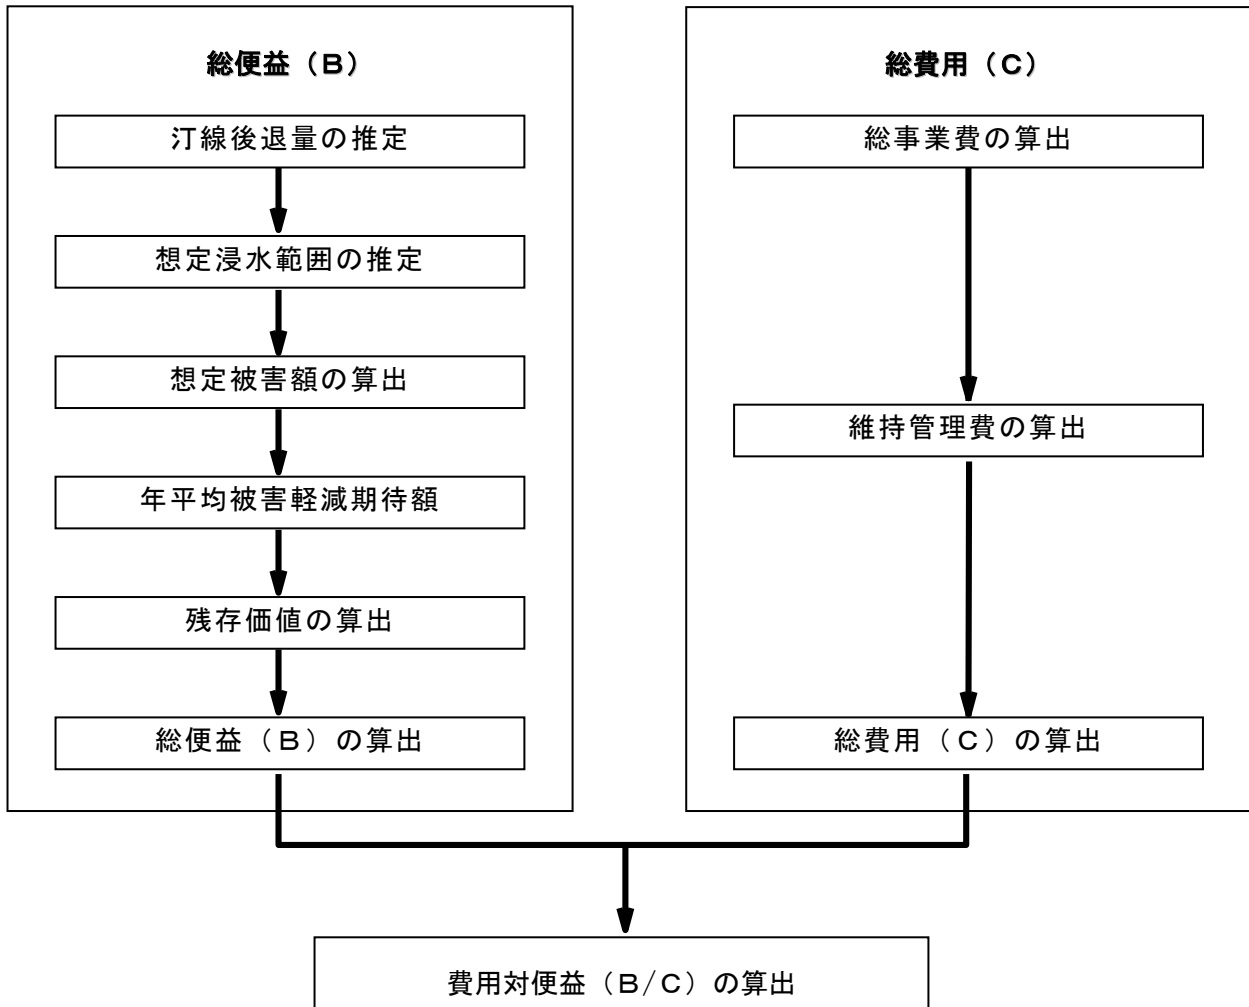 総便益（Ｂ）
汀線後退量の推定
想定浸水範囲の推定
想定被害額の算出
年平均被害軽減期待額
残存価値の算出
総便益（Ｂ）の算出
総費用（Ｃ）
総事業費の算出
維持管理費の算出
総費用（Ｃ）の算出
費用対便益（Ｂ/Ｃ）の算出